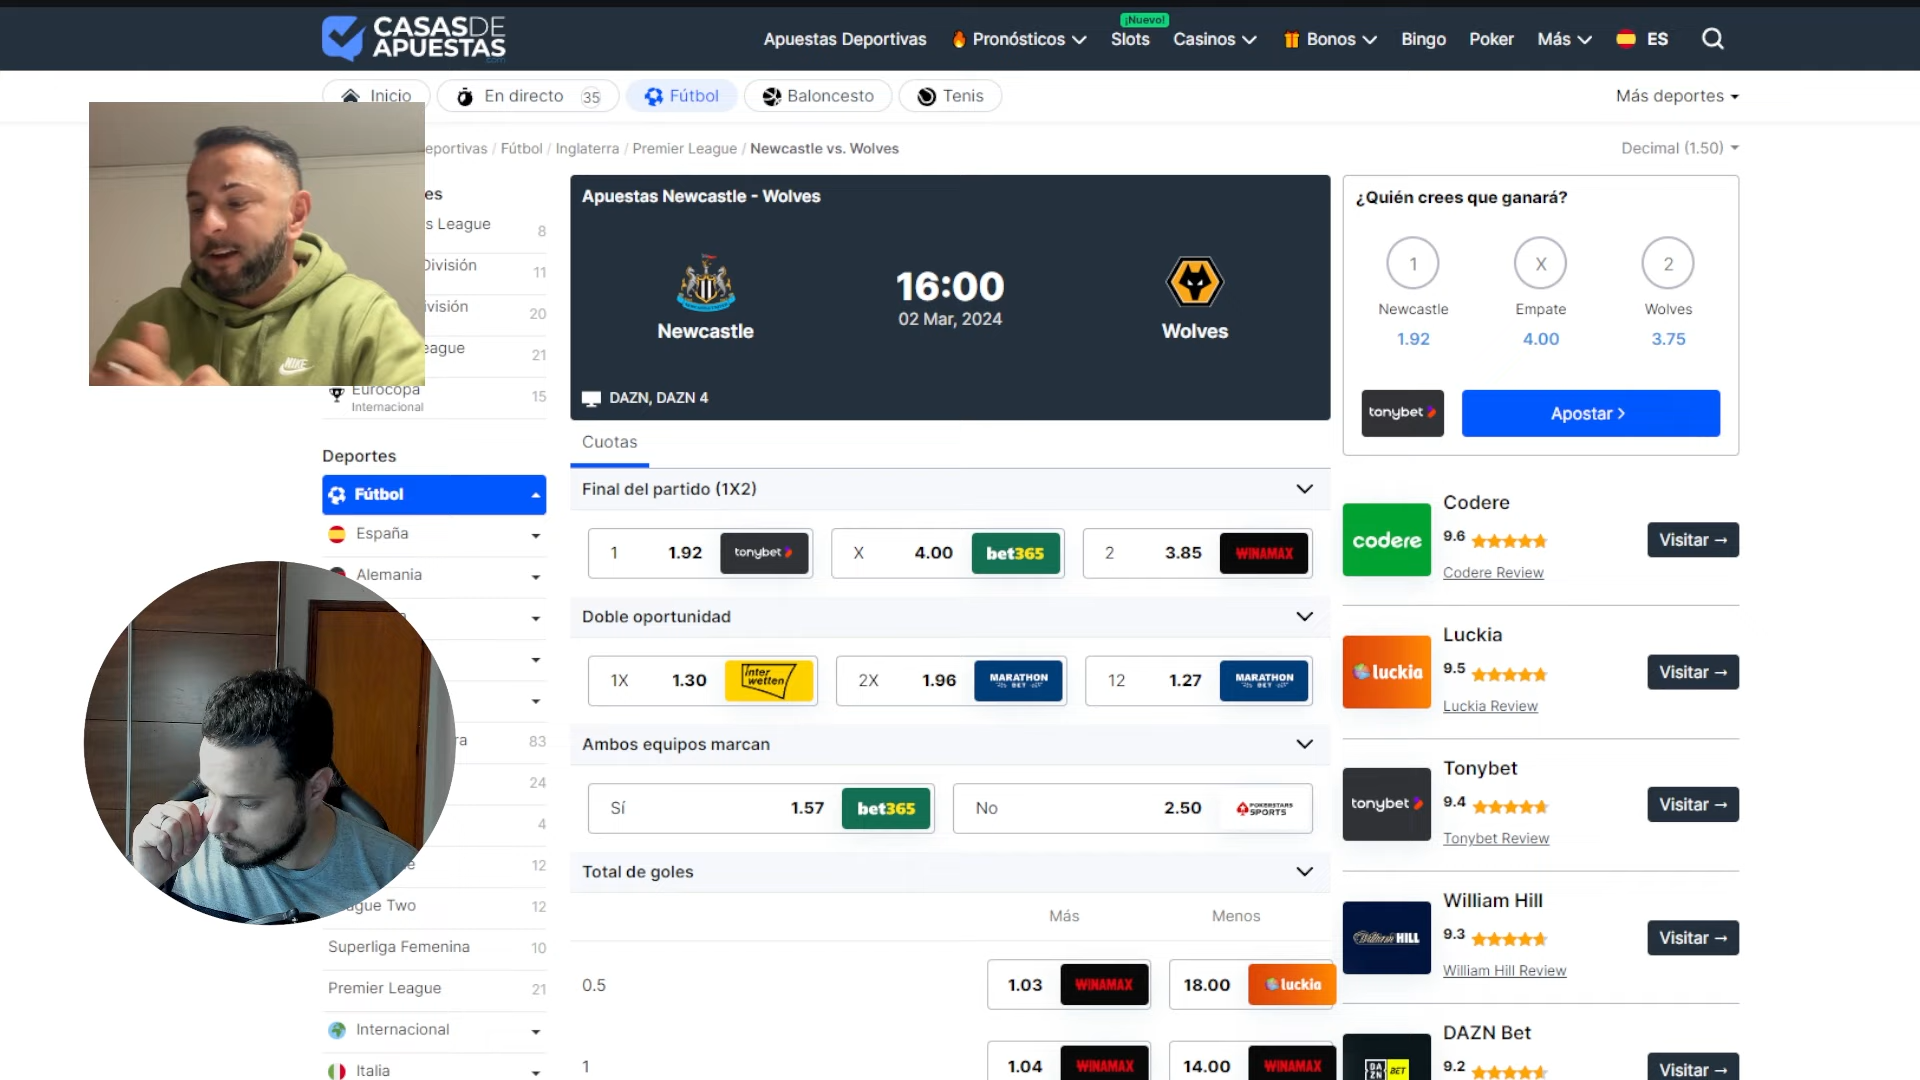 CASASDE
APUESTAS
.com
Apuestas Deportivas
Pronósticos
¡Nuevo!
Slots
Casinos
Bonos
Bingo
Poker
Más
ES
Inicio
En directo 35
Fútbol
Baloncesto
Tenis
Más deportes
eportivas / Fútbol / Inglaterra / Premier League / Newcastle vs. Wolves
Decimal (1.50)
es
s League 8
División 11
ivisión 20
eague 21
Eurocopa 15
Internacional
Deportes
Fútbol
España
Alemania
ra 83
24
4
e 12
ague Two 12
Superliga Femenina 10
Premier League 21
Internacional
Italia
NIKE
Apuestas Newcastle - Wolves
16:00
02 Mar, 2024
Newcastle
Wolves
DAZN, DAZN 4
Cuotas
Final del partido (1X2)
1 1.92 tonybet
X 4.00 bet365
2 3.85 WINAMAX
Doble oportunidad
1X 1.30 inter wetten
2X 1.96 MARATHON BET
12 1.27 MARATHON BET
Ambos equipos marcan
Sí 1.57 bet365
No 2.50 POKERSTARS SPORTS
Total de goles
Más Menos
0.5 1.03 WINAMAX 18.00 luckia
1 1.04 WINAMAX 14.00 WINAMAX
¿Quién crees que ganará?
1 X 2
Newcastle Empate Wolves
1.92 4.00 3.75
tonybet Apostar >
codere
Codere
9.6
Codere Review
Visitar →
luckia
Luckia
9.5
Luckia Review
Visitar →
tonybet
Tonybet
9.4
Tonybet Review
Visitar →
William HILL
William Hill
9.3
William Hill Review
Visitar →
DAZN BET
DAZN Bet
9.2
Visitar →